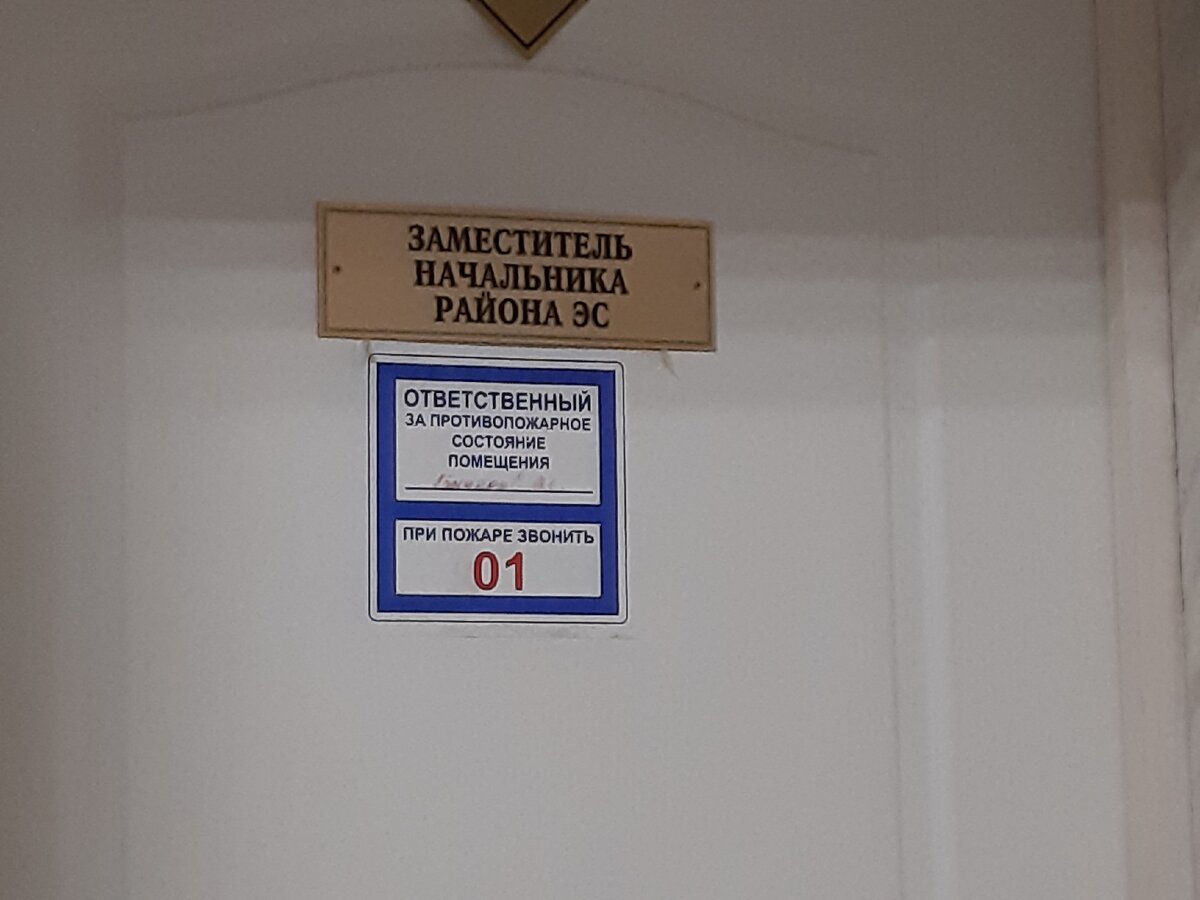 ЗАМЕСТИТЕЛЬ
НАЧАЛЬНИКА
РАЙОНА ЭС
ОТВЕТСТВЕННЫЙ
ЗА ПРОТИВОПОЖАРНОЕ
СОСТОЯНИЕ
ПОМЕЩЕНИЯ
ПРИ ПОЖАРЕ ЗВОНИТЬ
01